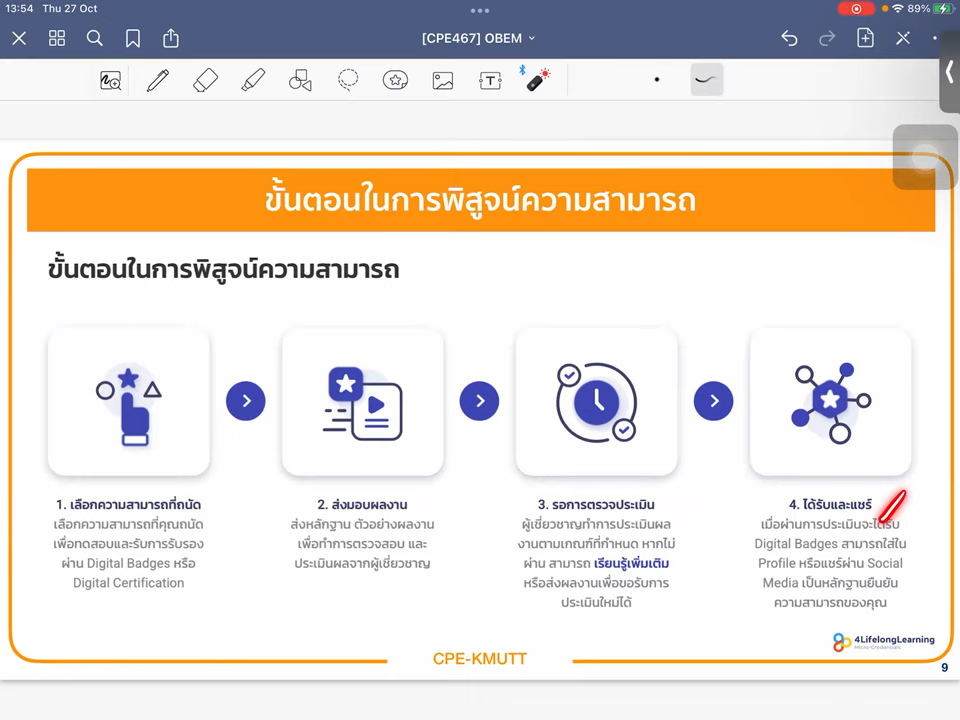 13:54 Thu 27 Oct
89%
[CPE467] OBEM
T
ขั้นตอนในการพิสูจน์ความสามารถ
ขั้นตอนในการพิสูจน์ความสามารถ
1. เลือกความสามารถที่ถนัด
เลือกความสามารถที่คุณถนัด
เพื่อทดสอบและรับการรับรอง
ผ่าน Digital Badges หรือ
Digital Certification
2. ส่งมอบผลงาน
ส่งหลักฐาน ตัวอย่างผลงาน
เพื่อทำการตรวจสอบ และ
ประเมินผลจากผู้เชี่ยวชาญ
3. รอการตรวจประเมิน
ผู้เชี่ยวชาญทำการประเมินผล
งานตามเกณฑ์ที่กำหนด หากไม่
ผ่าน สามารถ เรียนรู้เพิ่มเติม
หรือส่งผลงานเพื่อขอรับการ
ประเมินใหม่ได้
4. ได้รับและแชร์
เมื่อผ่านการประเมินจะได้รับ
Digital Badges สามารถใส่ใน
Profile หรือแชร์ผ่าน Social
Media เป็นหลักฐานยืนยัน
ความสามารถของคุณ
4LifelongLearning
Micro-Credentials
CPE-KMUTT
9